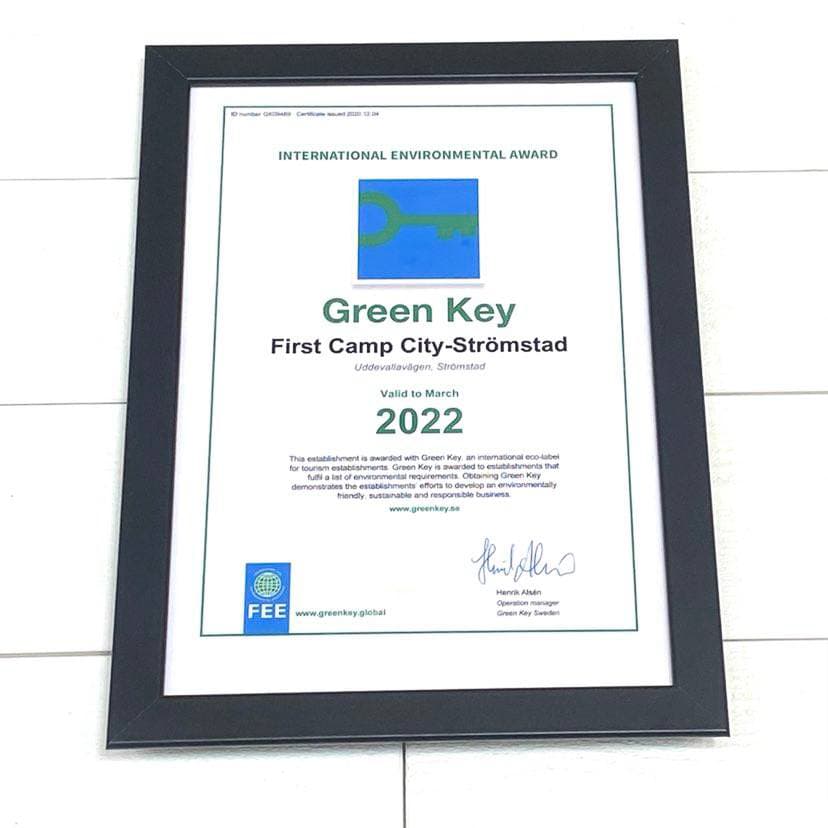 ID number Certificate issued 2020.12.04
INTERNATIONAL ENVIRONMENTAL AWARD
Green Key
First Camp City-Strömstad
Uddevallavägen, Strömstad
Valid to March
2022
This establishment is awarded with Green Key, an international eco-label
for tourism establishments. Green Key is awarded to establishments that
fulfil a list of environmental requirements. Obtaining Green Key
demonstrates the establishments' efforts to develop an environmentally
friendly, sustainable and responsible business.
www.greenkey.se
Henrik Alsén
Operation manager
Green Key Sweden
FEE
www.greenkey.global